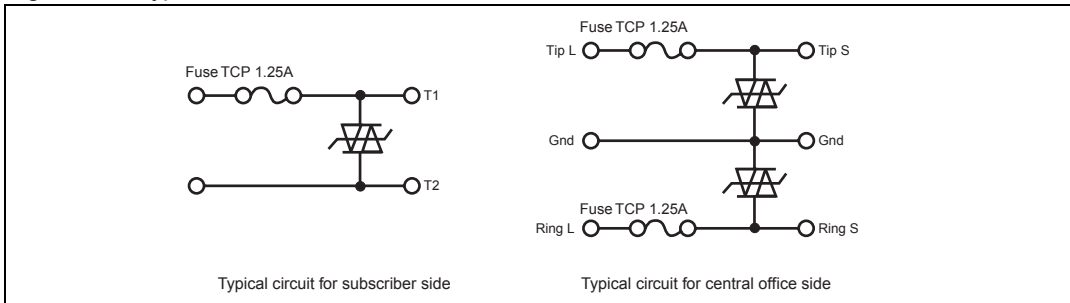 Fuse TCP 1.25A
T1
T2
Typical circuit for subscriber side
Fuse TCP 1.25A
Tip L
Tip S
Gnd
Gnd
Fuse TCP 1.25A
Ring L
Ring S
Typical circuit for central office side